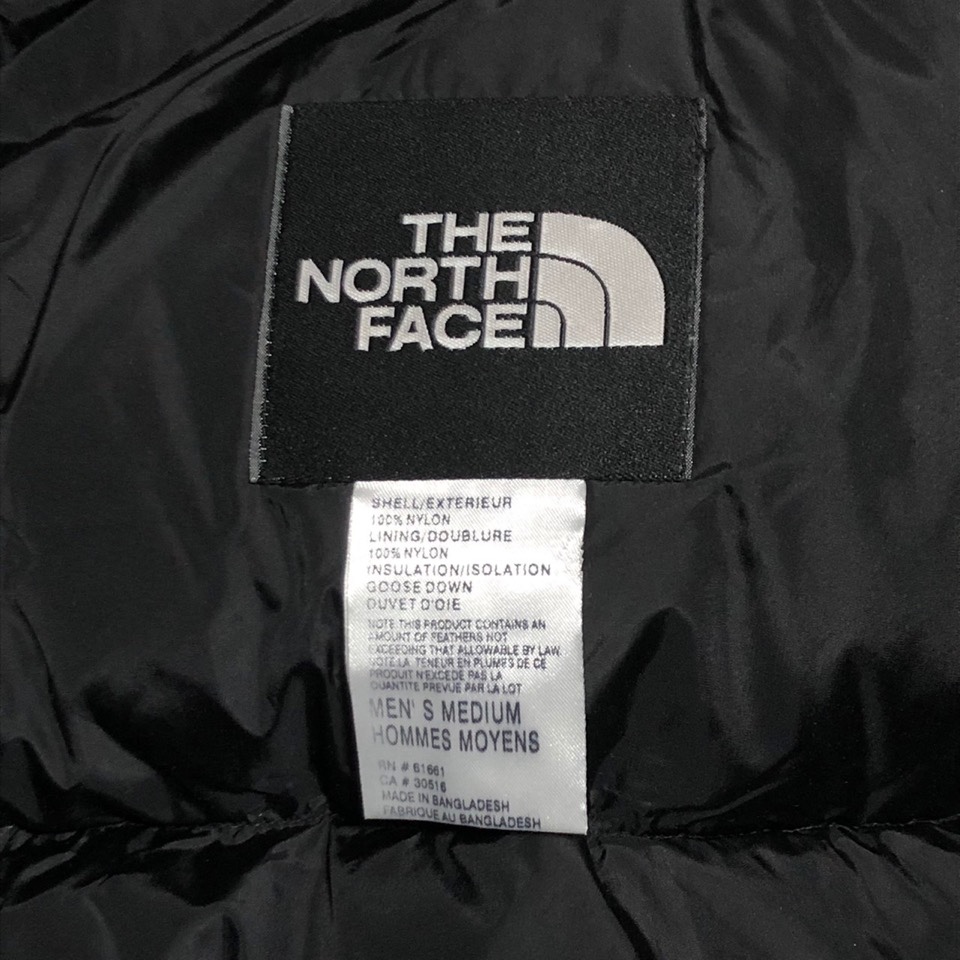 THE
NORTH
FACE
SHELL/EXTERIEUR
100% NYLON
LINING/DOUBLURE
100% NYLON
INSULATION/ISOLATION
GOOSE DOWN
DUVET D'OIE
NOTE THIS PRODUCT CONTAINS AN
AMOUNT OF FEATHERS NOT
EXCEEDING THAT ALLOWABLE BY LAW
NOTE LA TENEUR EN PLUMES DE CE
PRODUIT N'EXCEDE PAS LA
QUANTITE PREVUE PAR LA LOT
MEN'S MEDIUM
HOMMES MOYENS
RN # 61661
CA # 30516
MADE IN BANGLADESH
FABRIQUE AU BANGLADESH